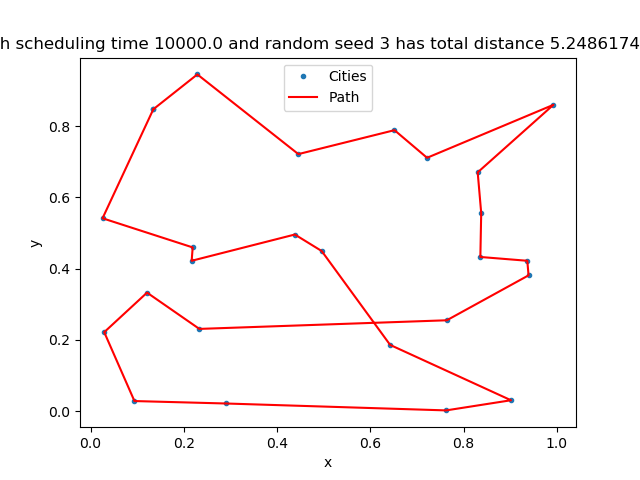 h scheduling time 10000.0 and random seed 3 has total distance 5.2486174
Cities
Path
0.8
0.6
0.4
0.2
0.0
y
0.0 0.2 0.4 0.6 0.8 1.0
x